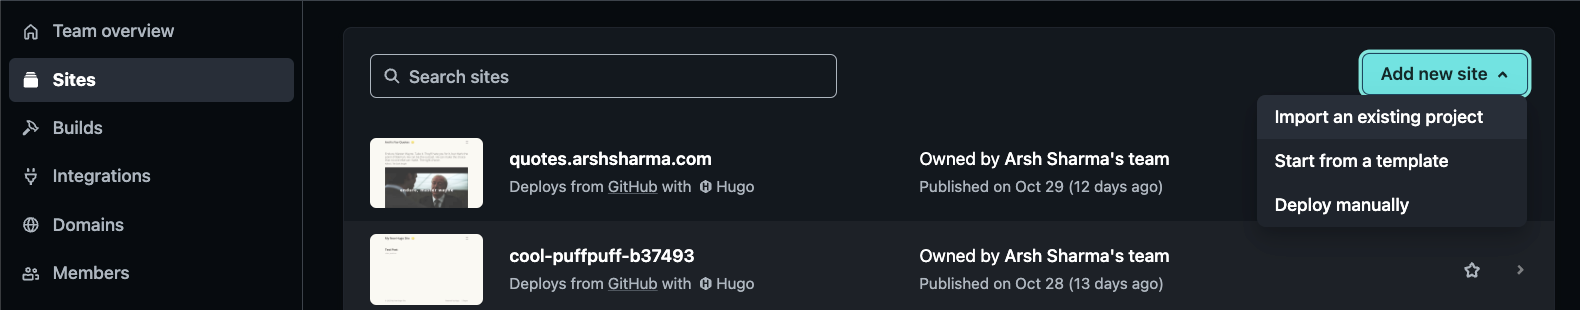 Team overview
Sites
Builds
Integrations
Domains
Members
Search sites
Add new site
Import an existing project
Start from a template
Deploy manually
quotes.arshsharma.com
Deploys from GitHub with Hugo
Owned by Arsh Sharma's team
Published on Oct 29 (12 days ago)
cool-puffpuff-b37493
Deploys from GitHub with Hugo
Owned by Arsh Sharma's team
Published on Oct 28 (13 days ago)